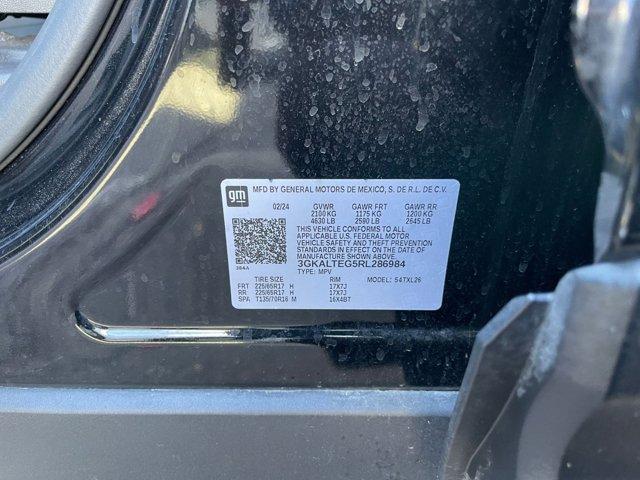 gm
MFD BY GENERAL MOTORS DE MEXICO, S. DE R.L. DE C.V.
02/24 GVWR GAWR FRT GAWR RR
2100 KG 1175 KG 1200 KG
4630 LB 2590 LB 2645 LB
THIS VEHICLE CONFORMS TO ALL
APPLICABLE U.S. FEDERAL MOTOR
VEHICLE SAFETY AND THEFT
PREVENTION STANDARDS IN
EFFECT ON THE DATE OF
MANUFACTURE SHOWN ABOVE.
3GKALTEG5RL286984
384A TYPE: MPV
TIRE SIZE RIM MODEL: 54TXL26
FRT 225/65R17 H 17X7J
RR 225/65R17 H 17X7J
SPA T135/70R16 M 16X4BT